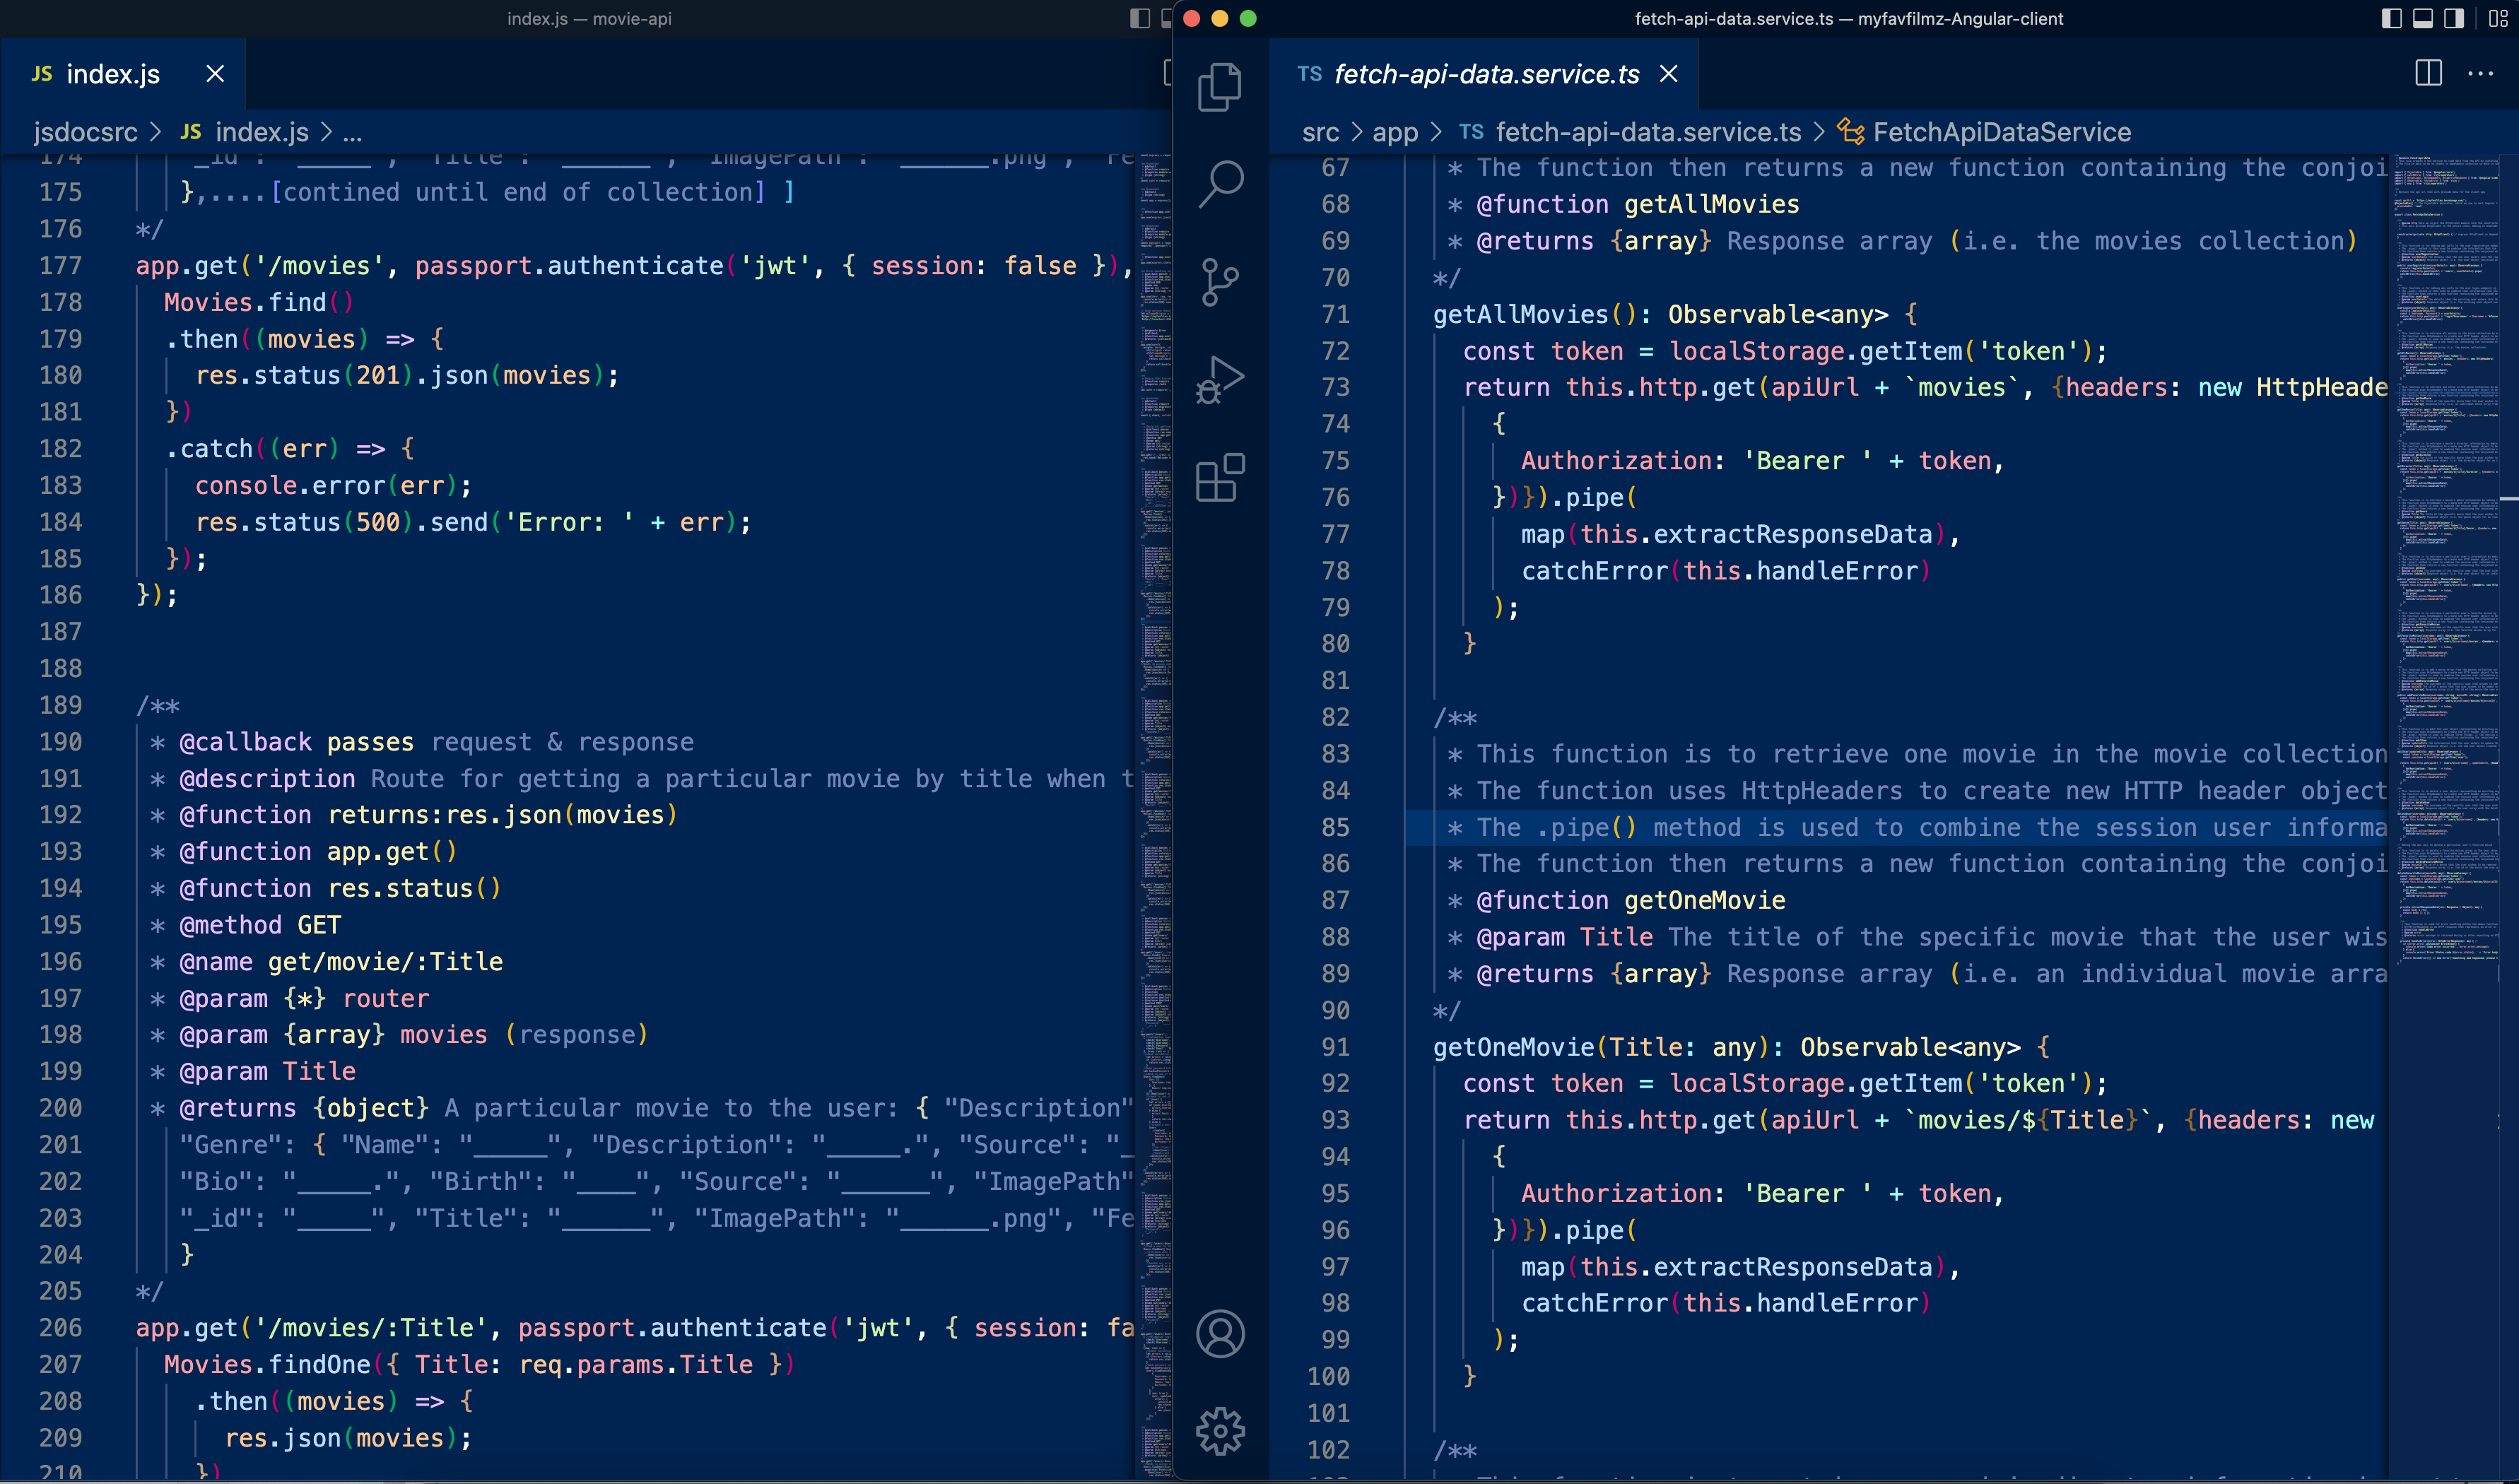 index.js — movie-api
JS index.js
jsdocsrc > JS index.js > ...
174 "_id": "_____", "Title": "______", "ImagePath": "______.png", "Fe
175 },....[contined until end of collection] ]
176 */
177 app.get('/movies', passport.authenticate('jwt', { session: false }),
178 Movies.find()
179 .then((movies) => {
180 res.status(201).json(movies);
181 })
182 .catch((err) => {
183 console.error(err);
184 res.status(500).send('Error: ' + err);
185 });
186 });
187
188
189 /**
190 * @callback passes request & response
191 * @description Route for getting a particular movie by title when t
192 * @function returns:res.json(movies)
193 * @function app.get()
194 * @function res.status()
195 * @method GET
196 * @name get/movie/:Title
197 * @param {*} router
198 * @param {array} movies (response)
199 * @param Title
200 * @returns {object} A particular movie to the user: { "Description"
201 "Genre": { "Name": "_____", "Description": "_____.", "Source": "_
202 "Bio": "_____.", "Birth": "____", "Source": "______", "ImagePath"
203 "_id": "_____", "Title": "______", "ImagePath": "______.png", "Fe
204 }
205 */
206 app.get('/movies/:Title', passport.authenticate('jwt', { session: fa
207 Movies.findOne({ Title: req.params.Title })
208 .then((movies) => {
209 res.json(movies);
210 })
fetch-api-data.service.ts — myfavfilmz-Angular-client
TS fetch-api-data.service.ts
src > app > TS fetch-api-data.service.ts > FetchApiDataService
67 * The function then returns a new function containing the conjoi
68 * @function getAllMovies
69 * @returns {array} Response array (i.e. the movies collection)
70 */
71 getAllMovies(): Observable<any> {
72 const token = localStorage.getItem('token');
73 return this.http.get(apiUrl + `movies`, {headers: new HttpHeade
74 {
75 Authorization: 'Bearer ' + token,
76 })}).pipe(
77 map(this.extractResponseData),
78 catchError(this.handleError)
79 );
80 }
81
82 /**
83 * This function is to retrieve one movie in the movie collection
84 * The function uses HttpHeaders to create new HTTP header object
85 * The .pipe() method is used to combine the session user informa
86 * The function then returns a new function containing the conjoi
87 * @function getOneMovie
88 * @param Title The title of the specific movie that the user wis
89 * @returns {array} Response array (i.e. an individual movie arra
90 */
91 getOneMovie(Title: any): Observable<any> {
92 const token = localStorage.getItem('token');
93 return this.http.get(apiUrl + `movies/${Title}`, {headers: new
94 {
95 Authorization: 'Bearer ' + token,
96 })}).pipe(
97 map(this.extractResponseData),
98 catchError(this.handleError)
99 );
100 }
101
102 /**